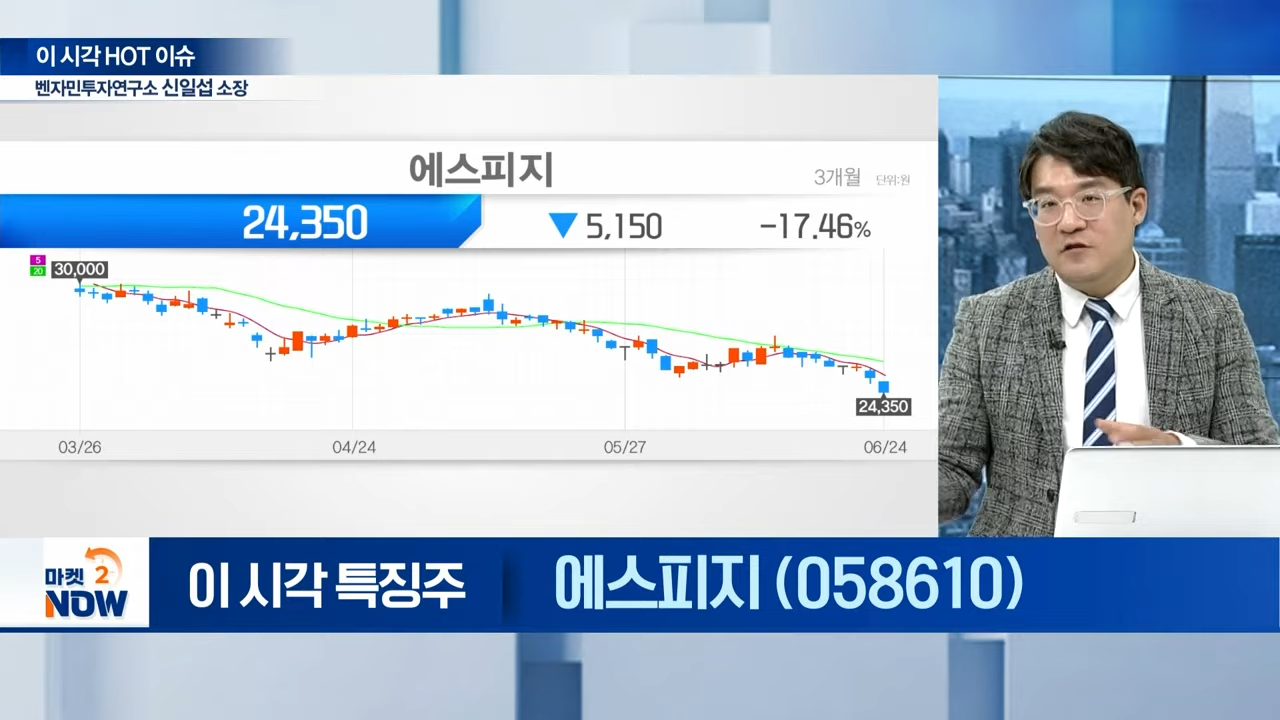 이 시각 HOT 이슈
벤자민투자연구소 신일섭 소장
에스피지
3개월 단위:원
24,350 ▼ 5,150 -17.46%
5
20
30,000
24,350
03/26 04/24 05/27 06/24
마켓 2
NOW
이 시각 특징주 에스피지 (058610)